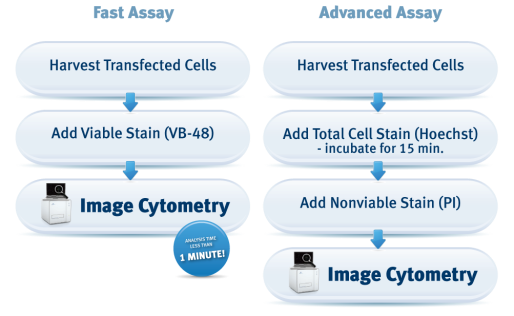 Fast Assay
Harvest Transfected Cells
Add Viable Stain (VB-48)
Image Cytometry
ANALYSIS TIME
LESS THAN
1 MINUTE!
Advanced Assay
Harvest Transfected Cells
Add Total Cell Stain (Hoechst)
- incubate for 15 min.
Add Nonviable Stain (PI)
Image Cytometry